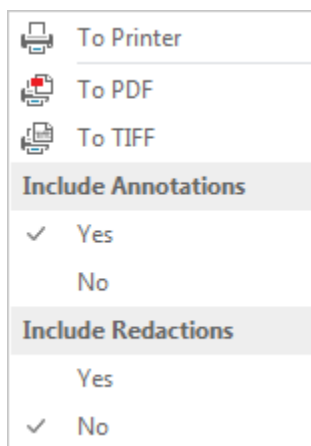 To Printer
To PDF
To TIFF
Include Annotations
Yes
No
Include Redactions
Yes
No